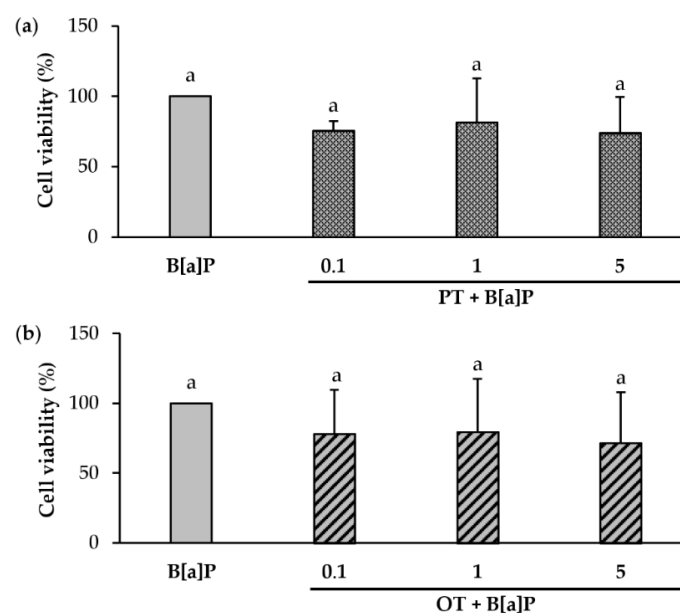 (a)
Cell viability (%)
150
100
50
0
a
a
a
a
B[a]P
0.1
1
5
PT + B[a]P
(b)
Cell viability (%)
150
100
50
0
a
a
a
a
B[a]P
0.1
1
5
OT + B[a]P